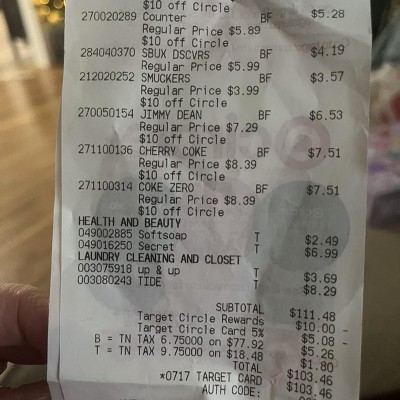 $10 off Circle
270020289 Counter BF $5.28
Regular Price $5.89
$10 off Circle
284040370 SBUX DSCVRS BF $4.19
Regular Price $5.99
212020252 SMUCKERS BF $3.57
Regular Price $3.99
$10 off Circle
270050154 JIMMY DEAN BF $6.53
Regular Price $7.29
$10 off Circle
271100136 CHERRY COKE BF $7.51
Regular Price $8.39
$10 off Circle
271100314 COKE ZERO BF $7.51
Regular Price $8.39
$10 off Circle
HEALTH AND BEAUTY
049002885 Softsoap T $2.49
049016250 Secret T $6.99
LAUNDRY CLEANING AND CLOSET
003075918 up & up T $3.69
003080243 TIDE T $8.29
SUBTOTAL $111.48
Target Circle Rewards $10.00 -
Target Circle Card 5% $5.08 -
B = TN TAX 6.75000 on $77.92 $5.26
T = TN TAX 9.75000 on $18.48 $1.80
TOTAL $103.46
*0717 TARGET CARD $103.46
AUTH CODE: